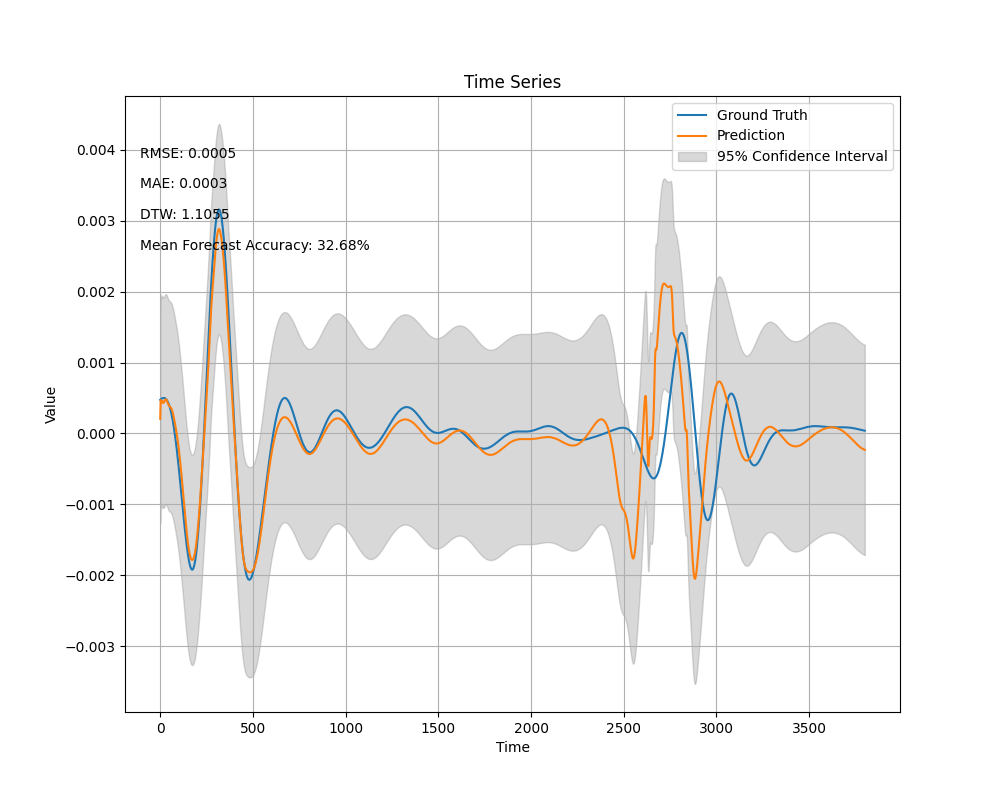 Time Series
Ground Truth
Prediction
95% Confidence Interval
RMSE: 0.0005
MAE: 0.0003
DTW: 1.1055
Mean Forecast Accuracy: 32.68%
0.004
0.003
0.002
0.001
0.000
−0.001
−0.002
−0.003
Value
0 500 1000 1500 2000 2500 3000 3500
Time